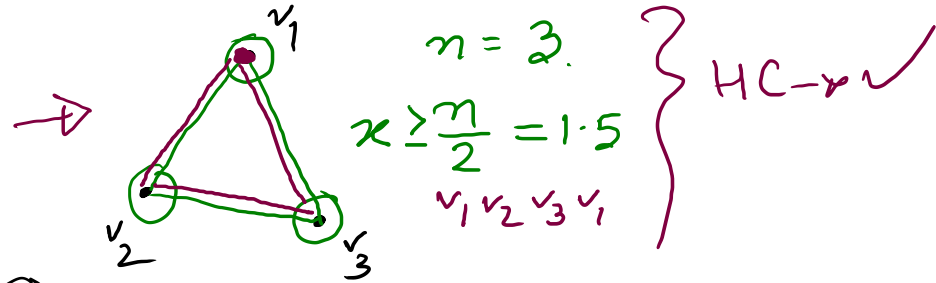 v₁
n = 3.
HC → ✓
x ≥ n/2 = 1.5
v₁ v₂ v₃ v₁
v₂
v₃